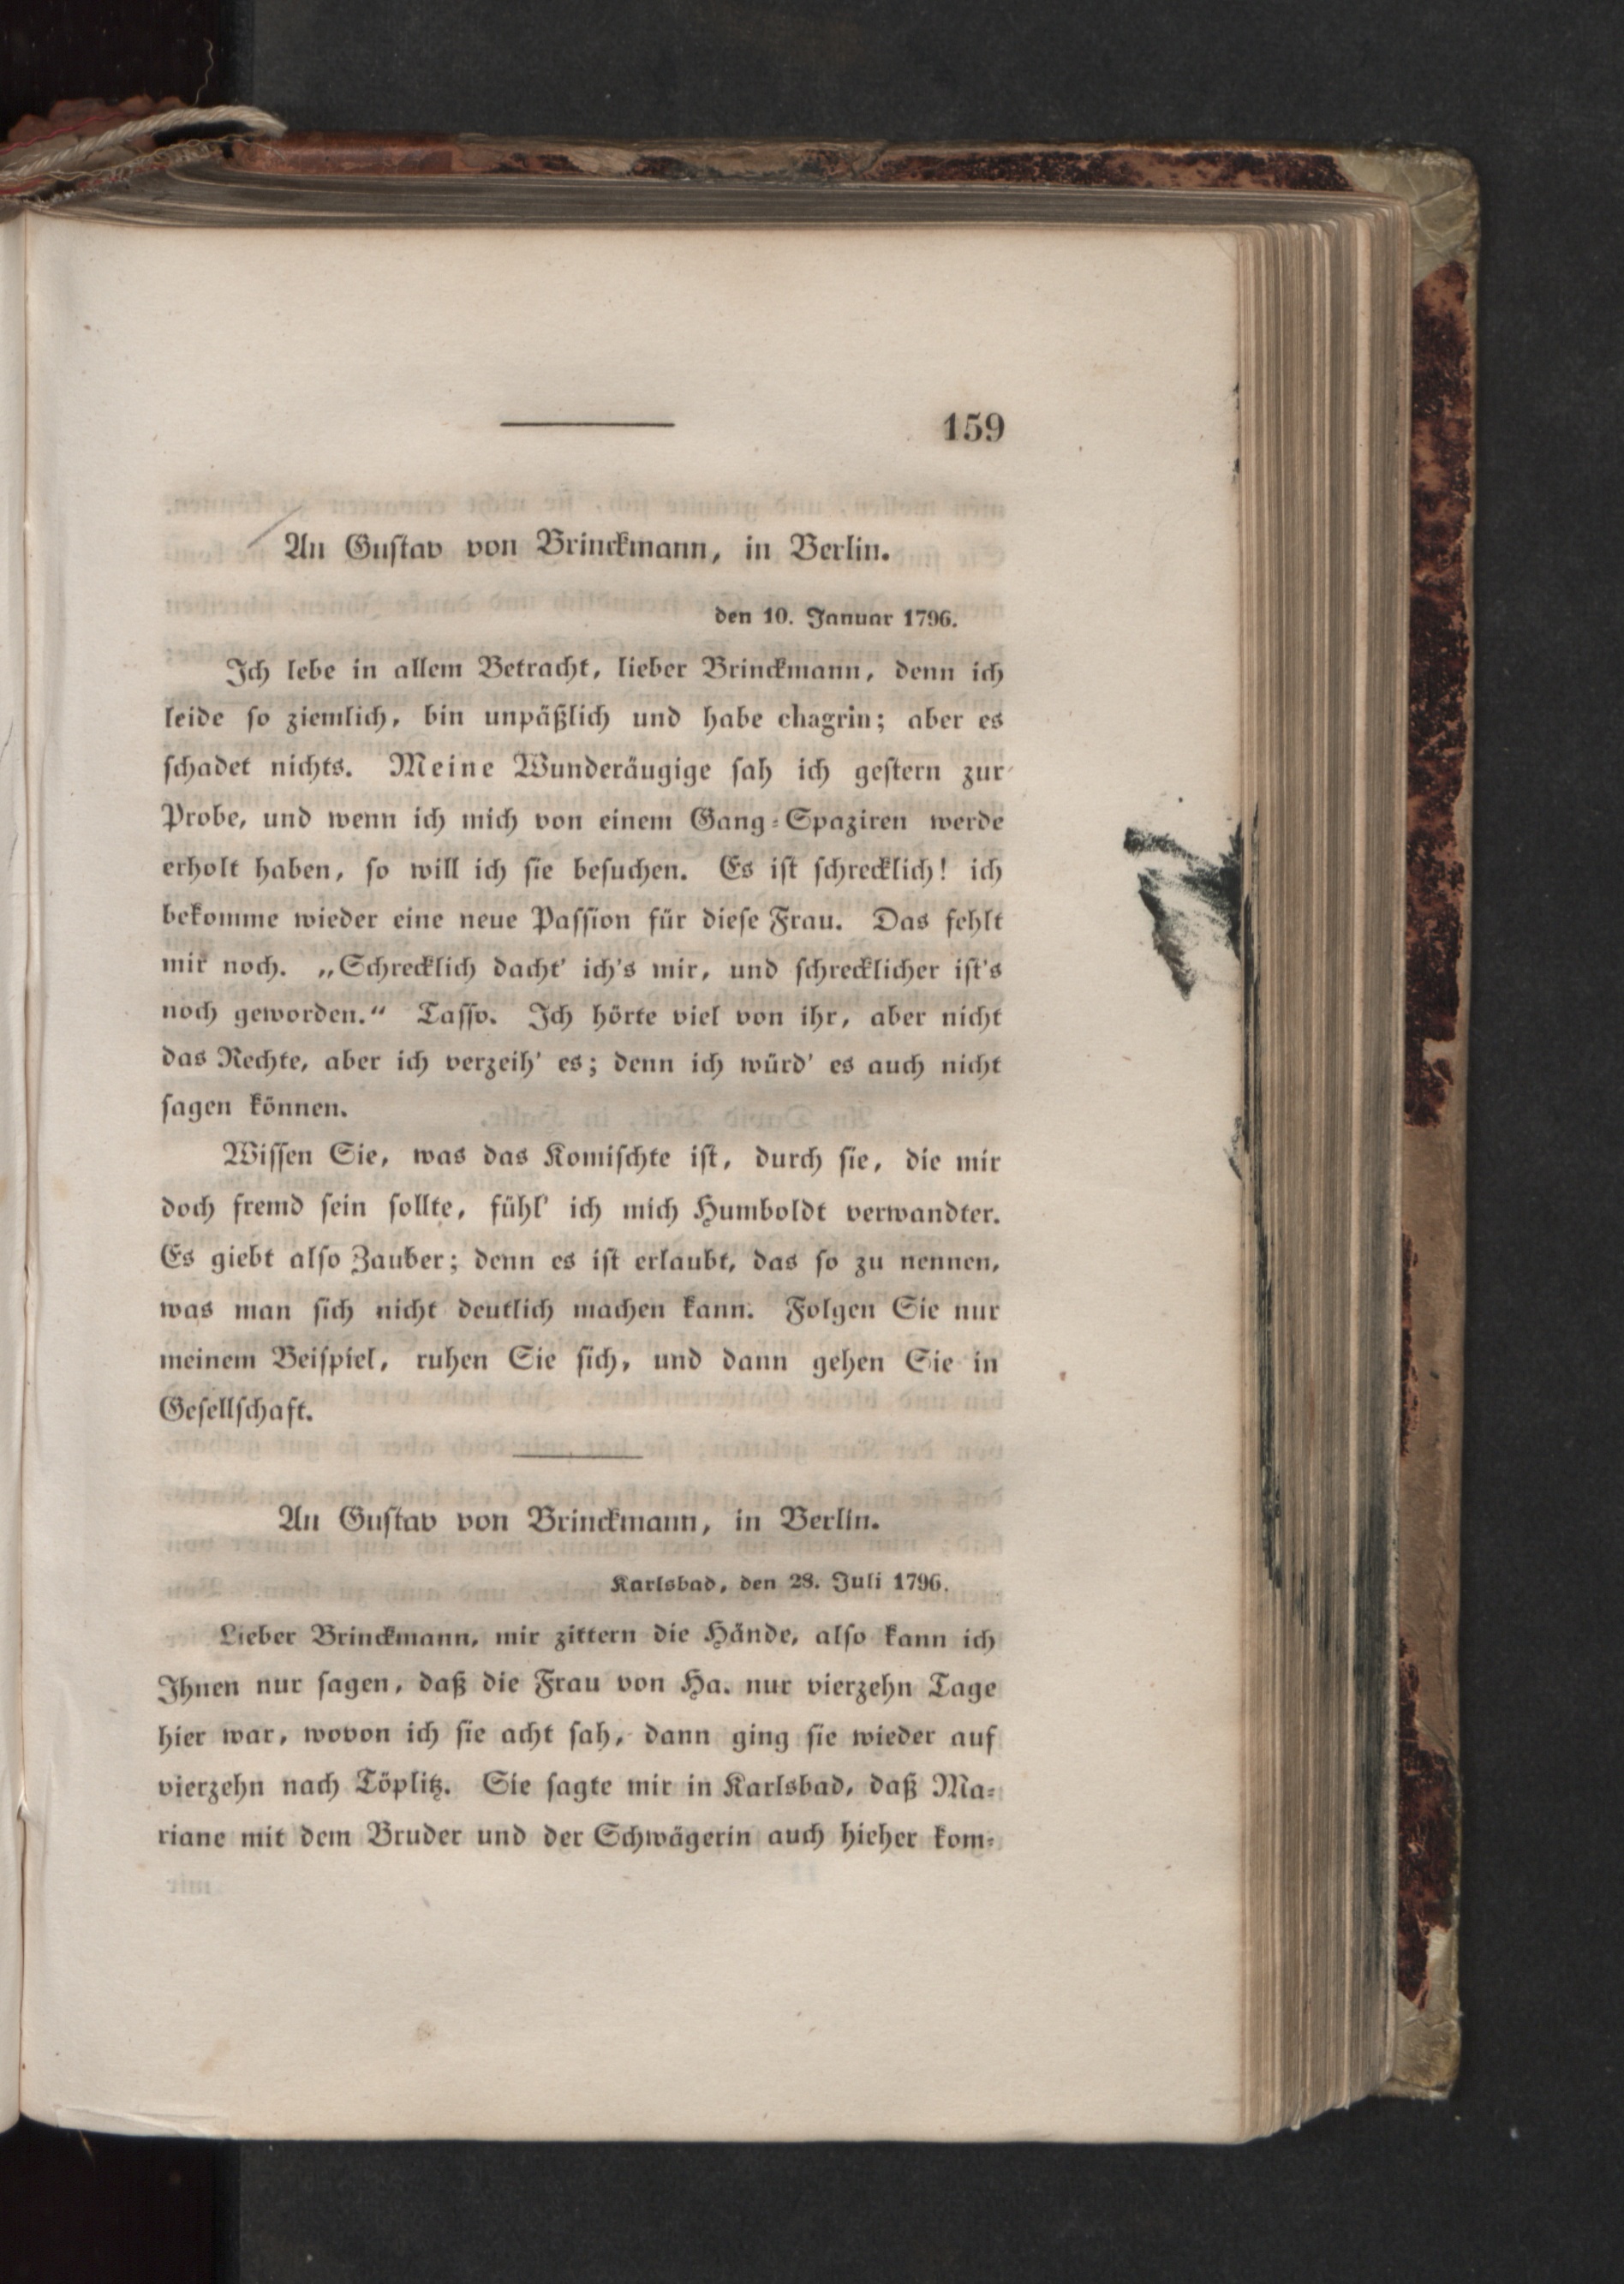 159
An Gustav von Brinckmann, in Berlin.
den 10. Januar 1796.
Ich lebe in allem Betracht, lieber Brinckmann, denn ich
leide so ziemlich, bin unpäßlich und habe chagrin; aber es
schadet nichts. Meine Wunderäugige sah ich gestern zur
Probe, und wenn ich mich von einem Gang-Spaziren werde
erholt haben, so will ich sie besuchen. Es ist schrecklich! ich
bekomme wieder eine neue Passion für diese Frau. Das fehlt
mir noch. „Schrecklich dacht' ich's mir, und schrecklicher ist's
noch geworden.“ Tasso. Ich hörte viel von ihr, aber nicht
das Rechte, aber ich verzeih' es; denn ich würd' es auch nicht
sagen können.
Wissen Sie, was das Komischte ist, durch sie, die mir
doch fremd sein sollte, fühl' ich mich Humboldt verwandter.
Es giebt also Zauber; denn es ist erlaubt, das so zu nennen,
was man sich nicht deutlich machen kann. Folgen Sie nur
meinem Beispiel, ruhen Sie sich, und dann gehen Sie in
Gesellschaft.
An Gustav von Brinckmann, in Berlin.
Karlsbad, den 28. Juli 1796.
Lieber Brinckmann, mir zittern die Hände, also kann ich
Ihnen nur sagen, daß die Frau von Ha. nur vierzehn Tage
hier war, wovon ich sie acht sah, dann ging sie wieder auf
vierzehn nach Töplitz. Sie sagte mir in Karlsbad, daß Ma-
riane mit dem Bruder und der Schwägerin auch hieher kom-